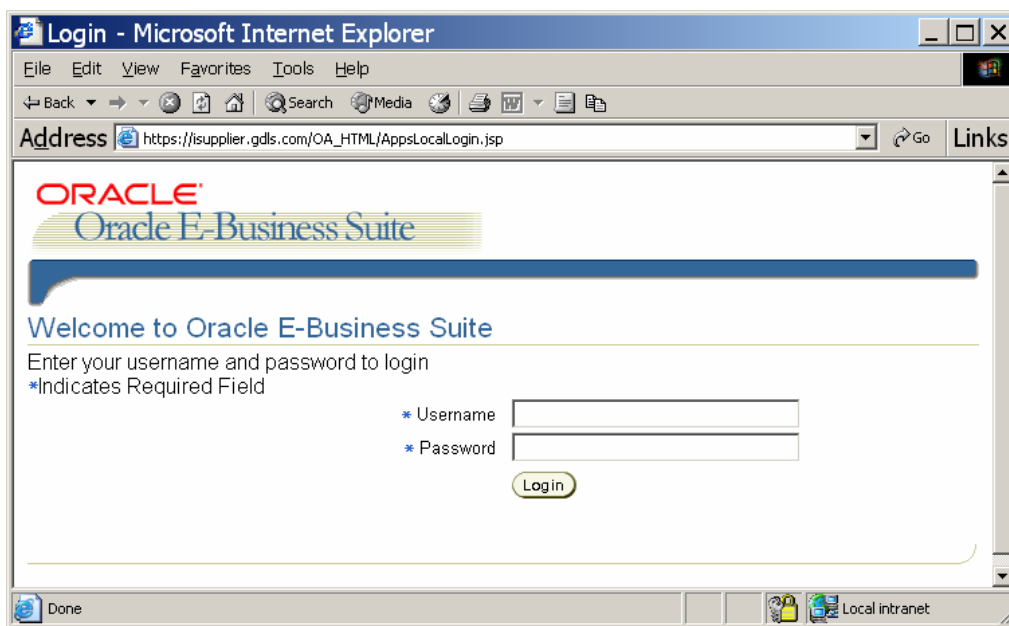 Login - Microsoft Internet Explorer
File Edit View Favorites Tools Help
Back Search Media
Address https://isupplier.gdls.com/OA_HTML/AppsLocalLogin.jsp Go Links
ORACLE
Oracle E-Business Suite
Welcome to Oracle E-Business Suite
Enter your username and password to login
*Indicates Required Field
* Username
* Password
Login
Done Local intranet